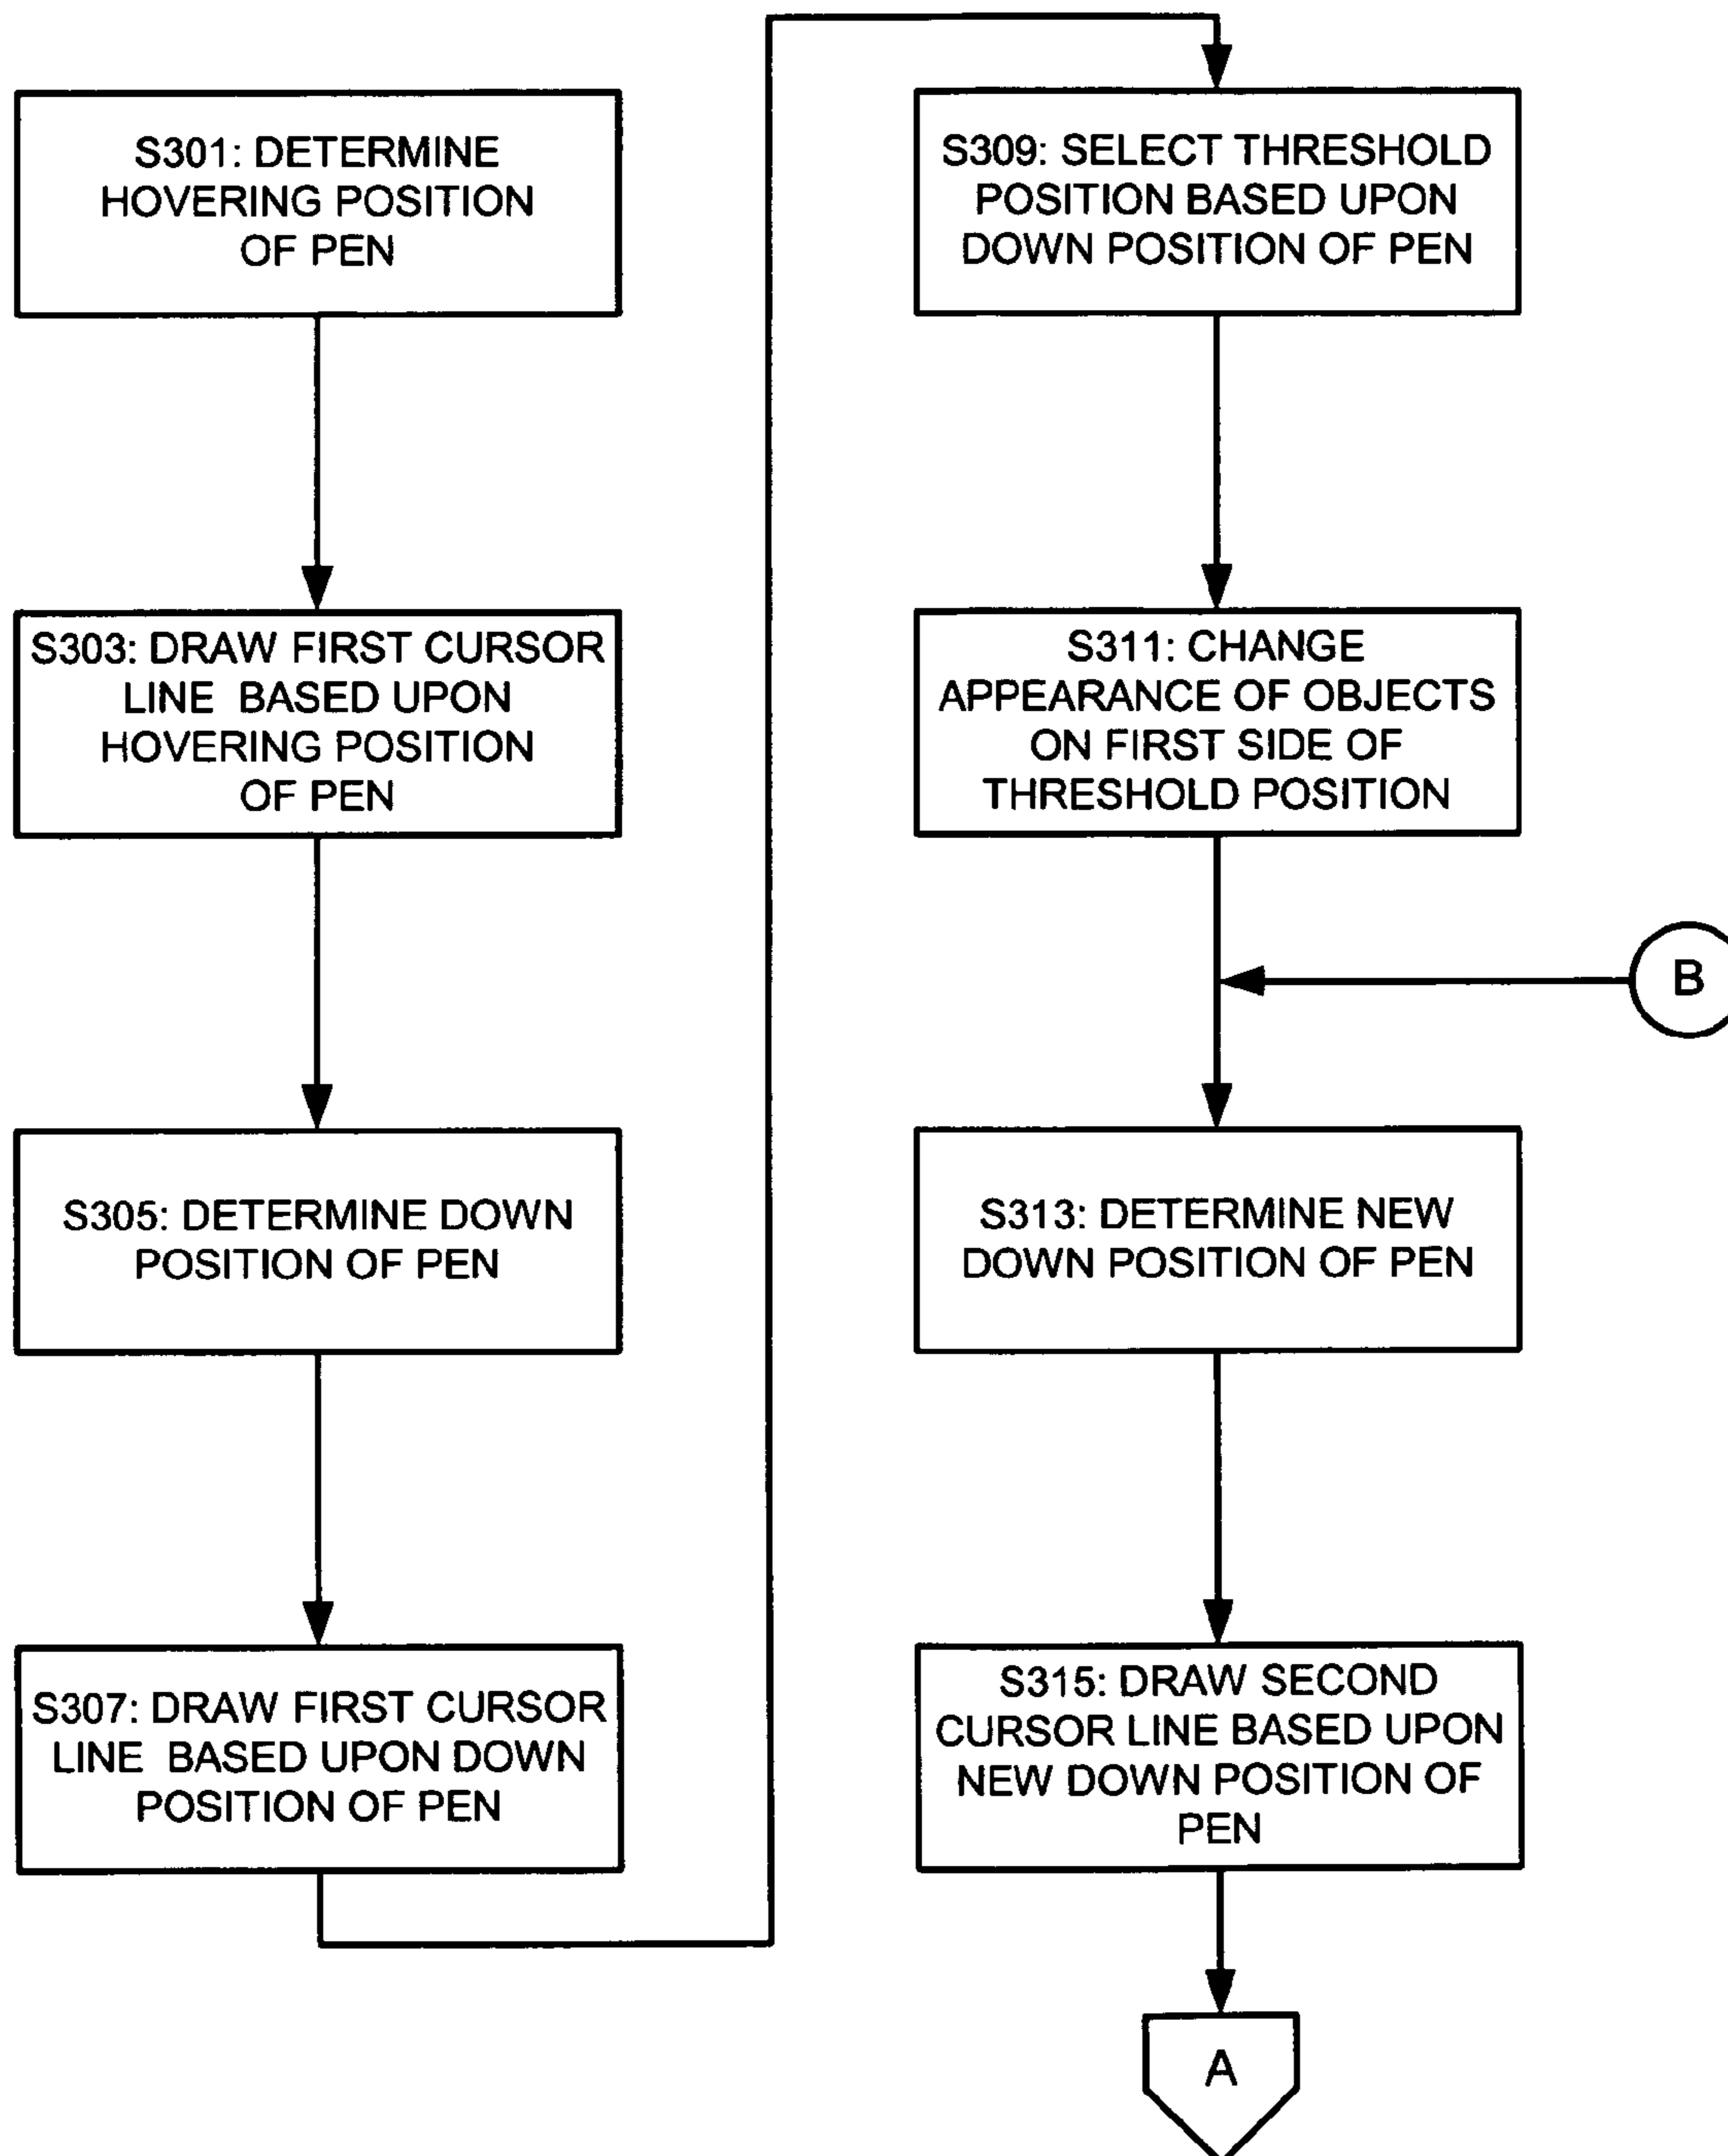 S301: DETERMINE
HOVERING POSITION
OF PEN
S303: DRAW FIRST CURSOR
LINE BASED UPON
HOVERING POSITION
OF PEN
S305: DETERMINE DOWN
POSITION OF PEN
S307: DRAW FIRST CURSOR
LINE BASED UPON DOWN
POSITION OF PEN
S309: SELECT THRESHOLD
POSITION BASED UPON
DOWN POSITION OF PEN
S311: CHANGE
APPEARANCE OF OBJECTS
ON FIRST SIDE OF
THRESHOLD POSITION
B
S313: DETERMINE NEW
DOWN POSITION OF PEN
S315: DRAW SECOND
CURSOR LINE BASED UPON
NEW DOWN POSITION OF
PEN
A